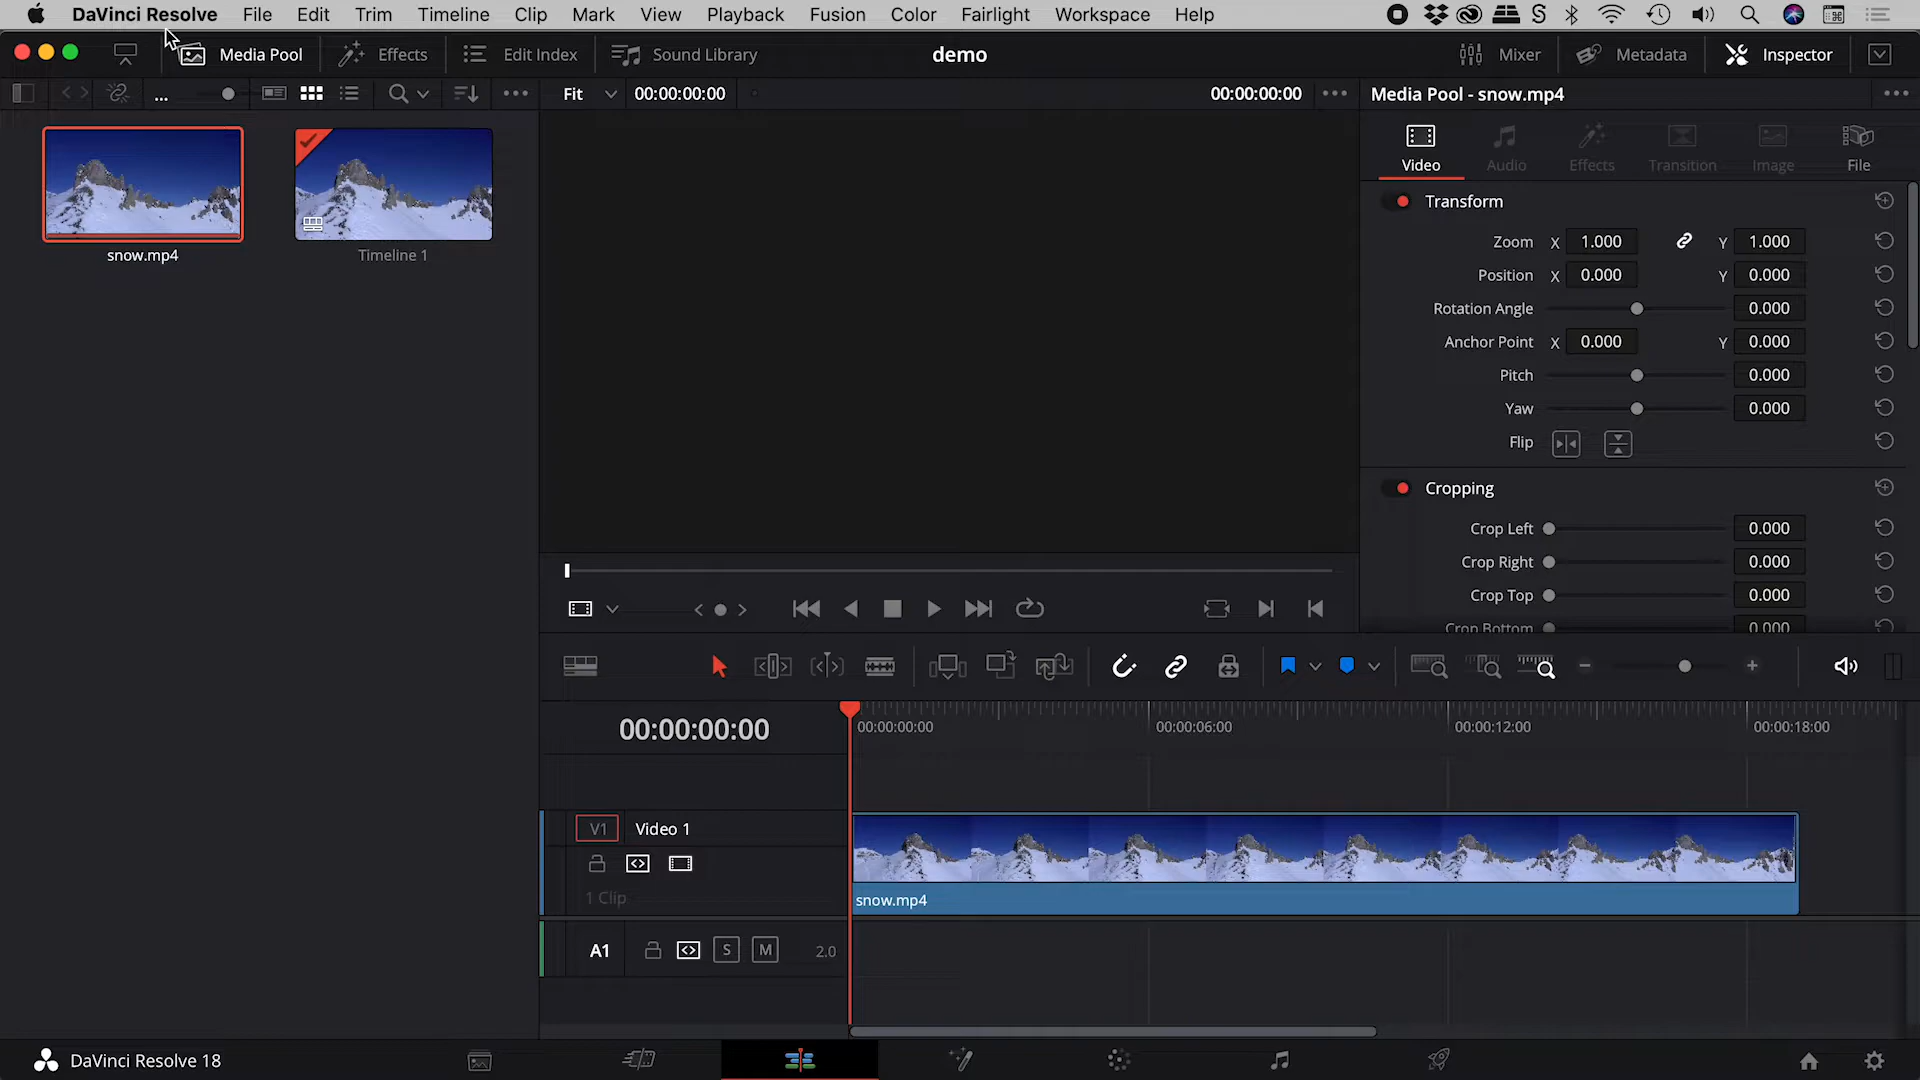 DaVinci Resolve File Edit Trim Timeline Clip Mark View Playback Fusion Color Fairlight Workspace Help
Media Pool Effects Edit Index Sound Library demo Mixer Metadata Inspector
... Fit 00:00:00:00 00:00:00:00 Media Pool - snow.mp4
Video Audio Effects Transition Image File
snow.mp4 Timeline 1
Transform
Zoom X 1.000 Y 1.000
Position X 0.000 Y 0.000
Rotation Angle 0.000
Anchor Point X 0.000 Y 0.000
Pitch 0.000
Yaw 0.000
Flip
Cropping
Crop Left 0.000
Crop Right 0.000
Crop Top 0.000
Crop Bottom 0.000
00:00:00:00 00:00:00:00 00:00:06:00 00:00:12:00 00:00:18:00
V1 Video 1
1 Clip
snow.mp4
A1 S M 2.0
DaVinci Resolve 18